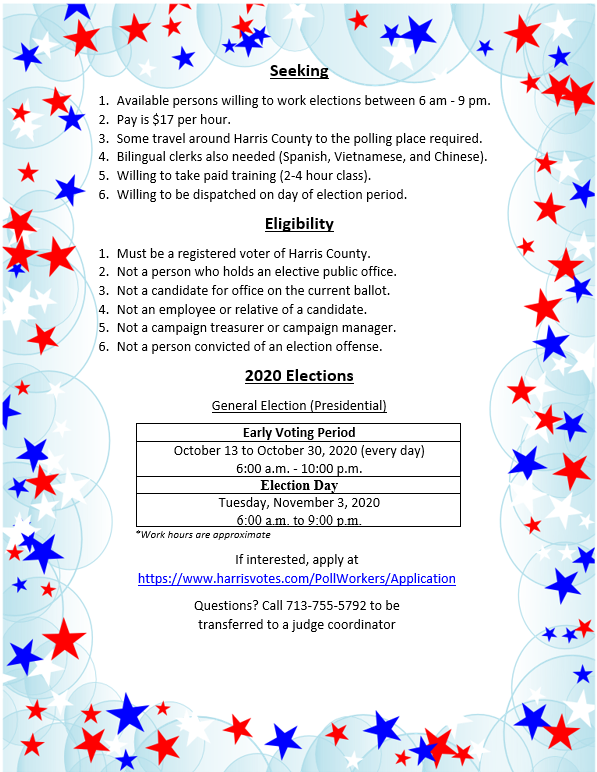 Seeking
1. Available persons willing to work elections between 6 am - 9 pm.
2. Pay is $17 per hour.
3. Some travel around Harris County to the polling place required.
4. Bilingual clerks also needed (Spanish, Vietnamese, and Chinese).
5. Willing to take paid training (2-4 hour class).
6. Willing to be dispatched on day of election period.
Eligibility
1. Must be a registered voter of Harris County.
2. Not a person who holds an elective public office.
3. Not a candidate for office on the current ballot.
4. Not an employee or relative of a candidate.
5. Not a campaign treasurer or campaign manager.
6. Not a person convicted of an election offense.
2020 Elections
General Election (Presidential)
Early Voting Period
October 13 to October 30, 2020 (every day)
6:00 a.m. - 10:00 p.m.
Election Day
Tuesday, November 3, 2020
6:00 a.m. to 9:00 p.m.
*Work hours are approximate
If interested, apply at
https://www.harrisvotes.com/PollWorkers/Application
Questions? Call 713-755-5792 to be
transferred to a judge coordinator